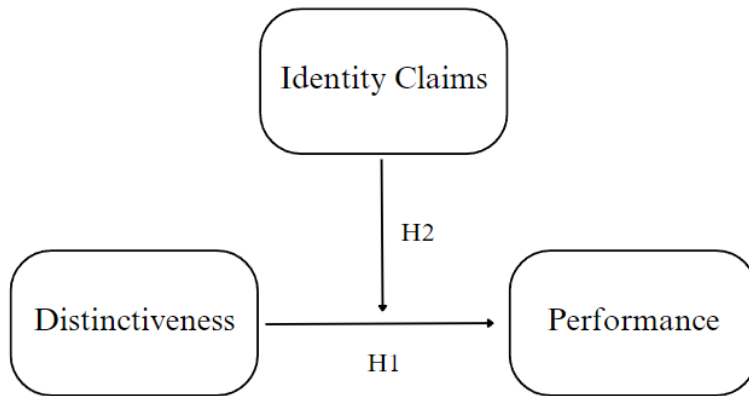 Identity Claims
H2
Distinctiveness
Performance
H1